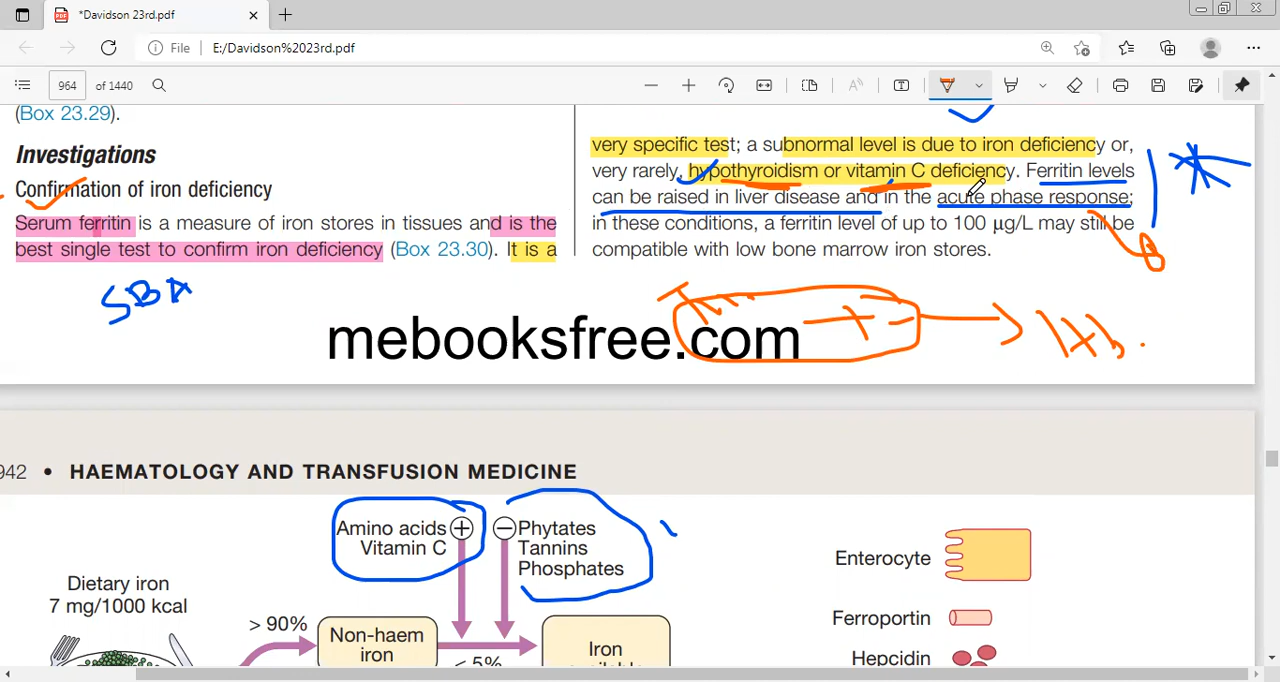 *Davidson 23rd.pdf
File
E:/Davidson%2023rd.pdf
964
of 1440
(Box 23.29).
Investigations
Confirmation of iron deficiency
Serum ferritin is a measure of iron stores in tissues and is the
best single test to confirm iron deficiency (Box 23.30). It is a
SBA
very specific test; a subnormal level is due to iron deficiency or,
very rarely, hypothyroidism or vitamin C deficiency. Ferritin levels
can be raised in liver disease and in the acute phase response;
in these conditions, a ferritin level of up to 100 μg/L may still be
compatible with low bone marrow iron stores.
mebooksfree.com
942 • HAEMATOLOGY AND TRANSFUSION MEDICINE
Amino acids
Vitamin C
+
−
Phytates
Tannins
Phosphates
Dietary iron
7 mg/1000 kcal
> 90%
Non-haem
iron
< 5%
Iron
Enterocyte
Ferroportin
Hepcidin